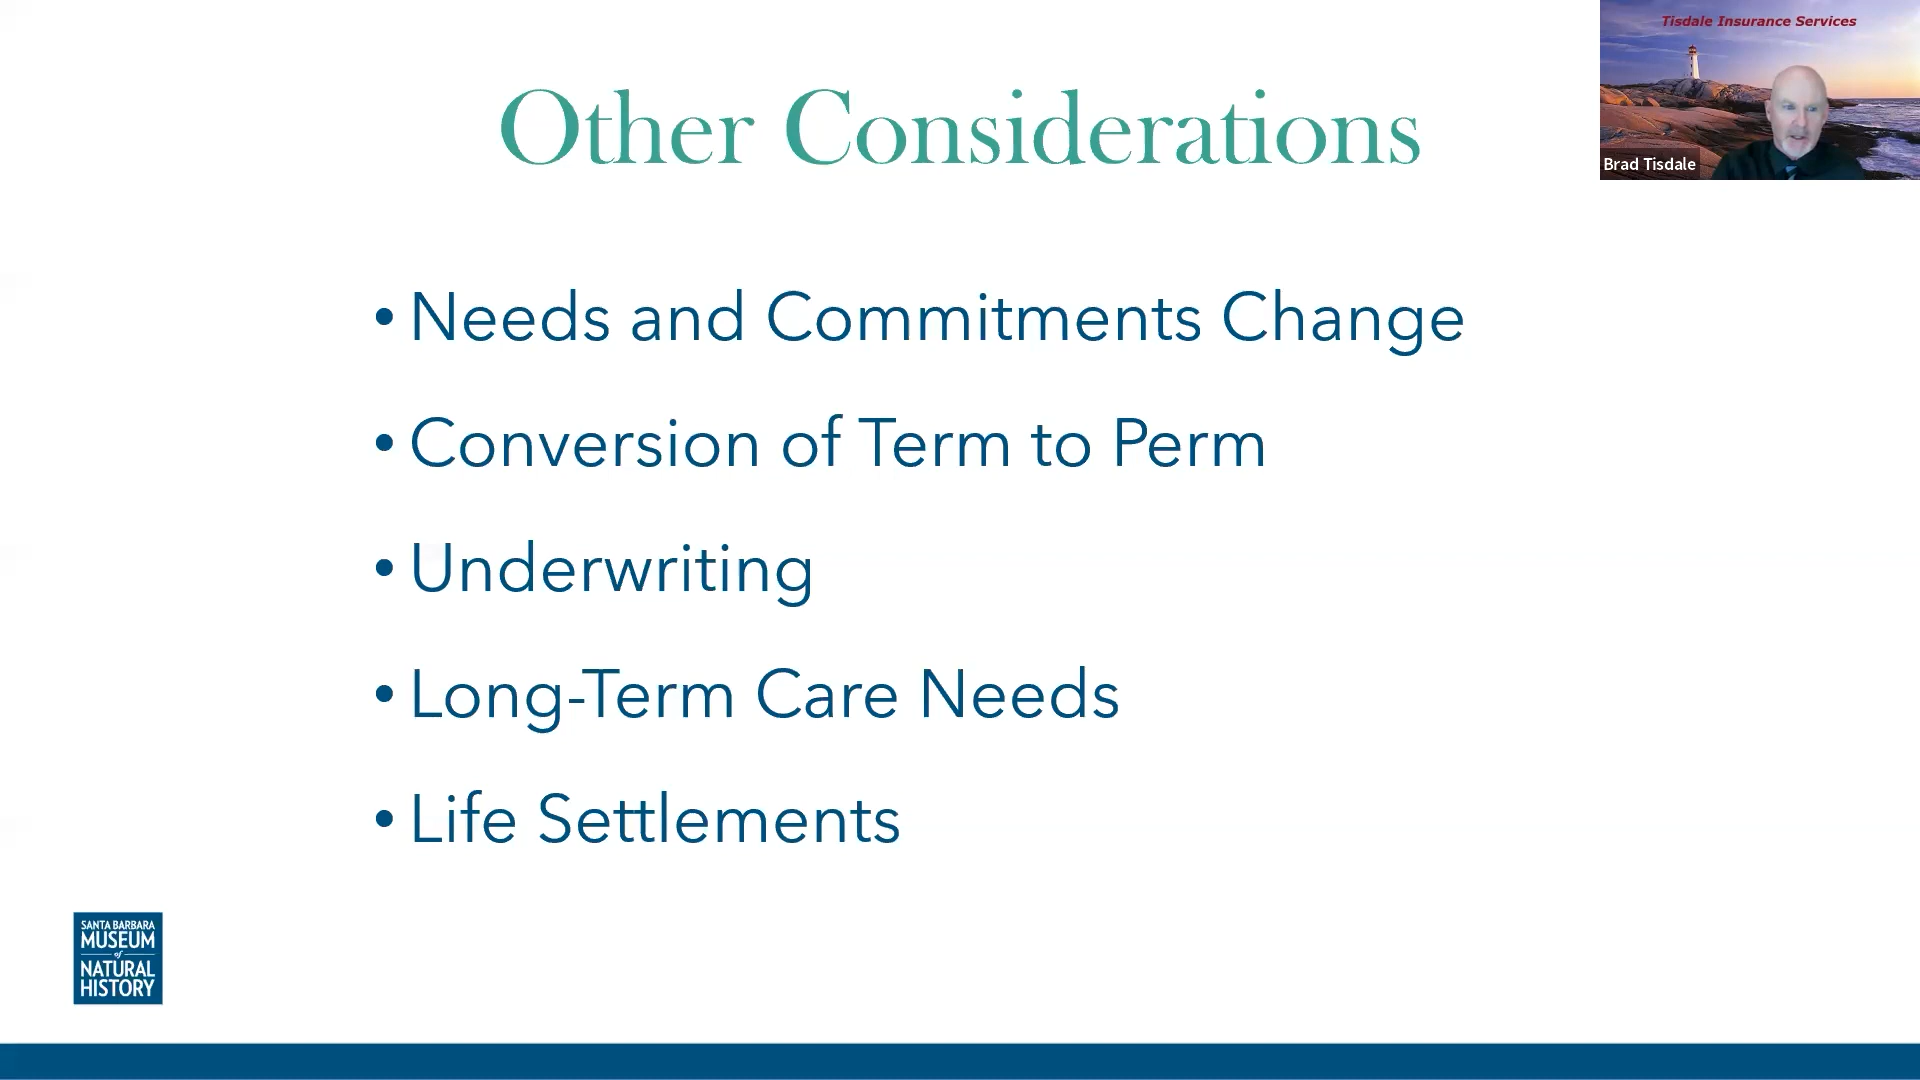 Tisdale Insurance Services
Brad Tisdale
Other Considerations
• Needs and Commitments Change
• Conversion of Term to Perm
• Underwriting
• Long-Term Care Needs
• Life Settlements
SANTA BARBARA
MUSEUM
of
NATURAL
HISTORY